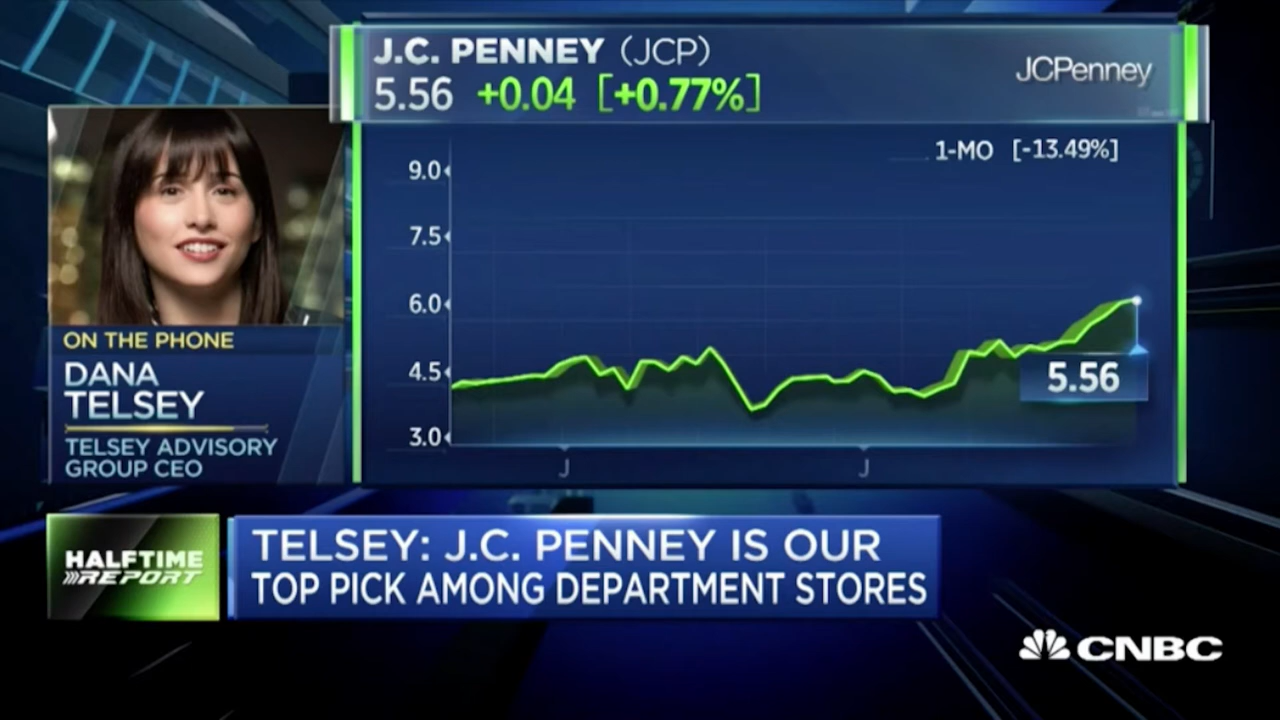 J.C. PENNEY (JCP)
5.56 +0.04 [+0.77%]
JCPenney
1-MO [-13.49%]
9.0
7.5
6.0
4.5
3.0
5.56
J J
ON THE PHONE
DANA
TELSEY
TELSEY ADVISORY
GROUP CEO
HALFTIME
REPORT
TELSEY: J.C. PENNEY IS OUR
TOP PICK AMONG DEPARTMENT STORES
CNBC